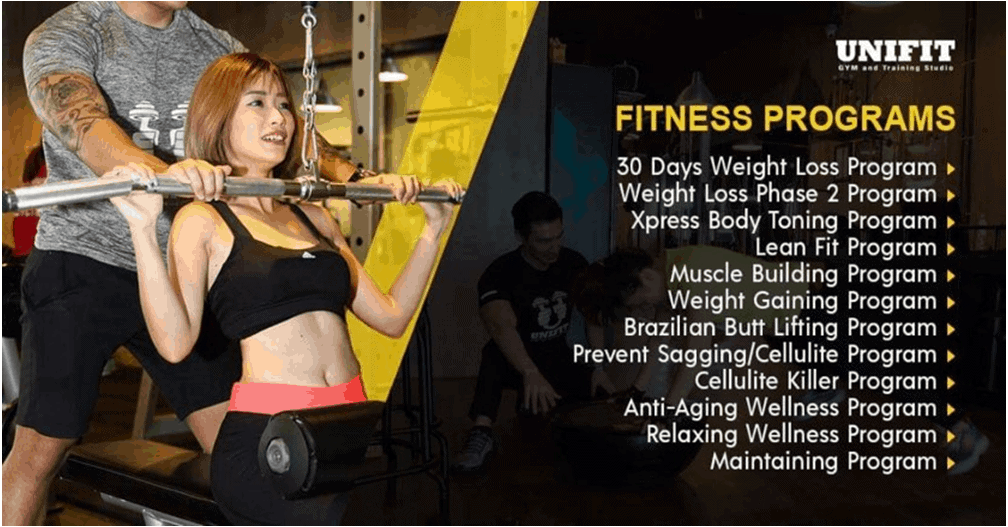 UNIFIT
GYM and Training Studio
FITNESS PROGRAMS
30 Days Weight Loss Program
Weight Loss Phase 2 Program
Xpress Body Toning Program
Lean Fit Program
Muscle Building Program
Weight Gaining Program
Brazilian Butt Lifting Program
Prevent Sagging/Cellulite Program
Cellulite Killer Program
Anti-Aging Wellness Program
Relaxing Wellness Program
Maintaining Program
UNIFIT